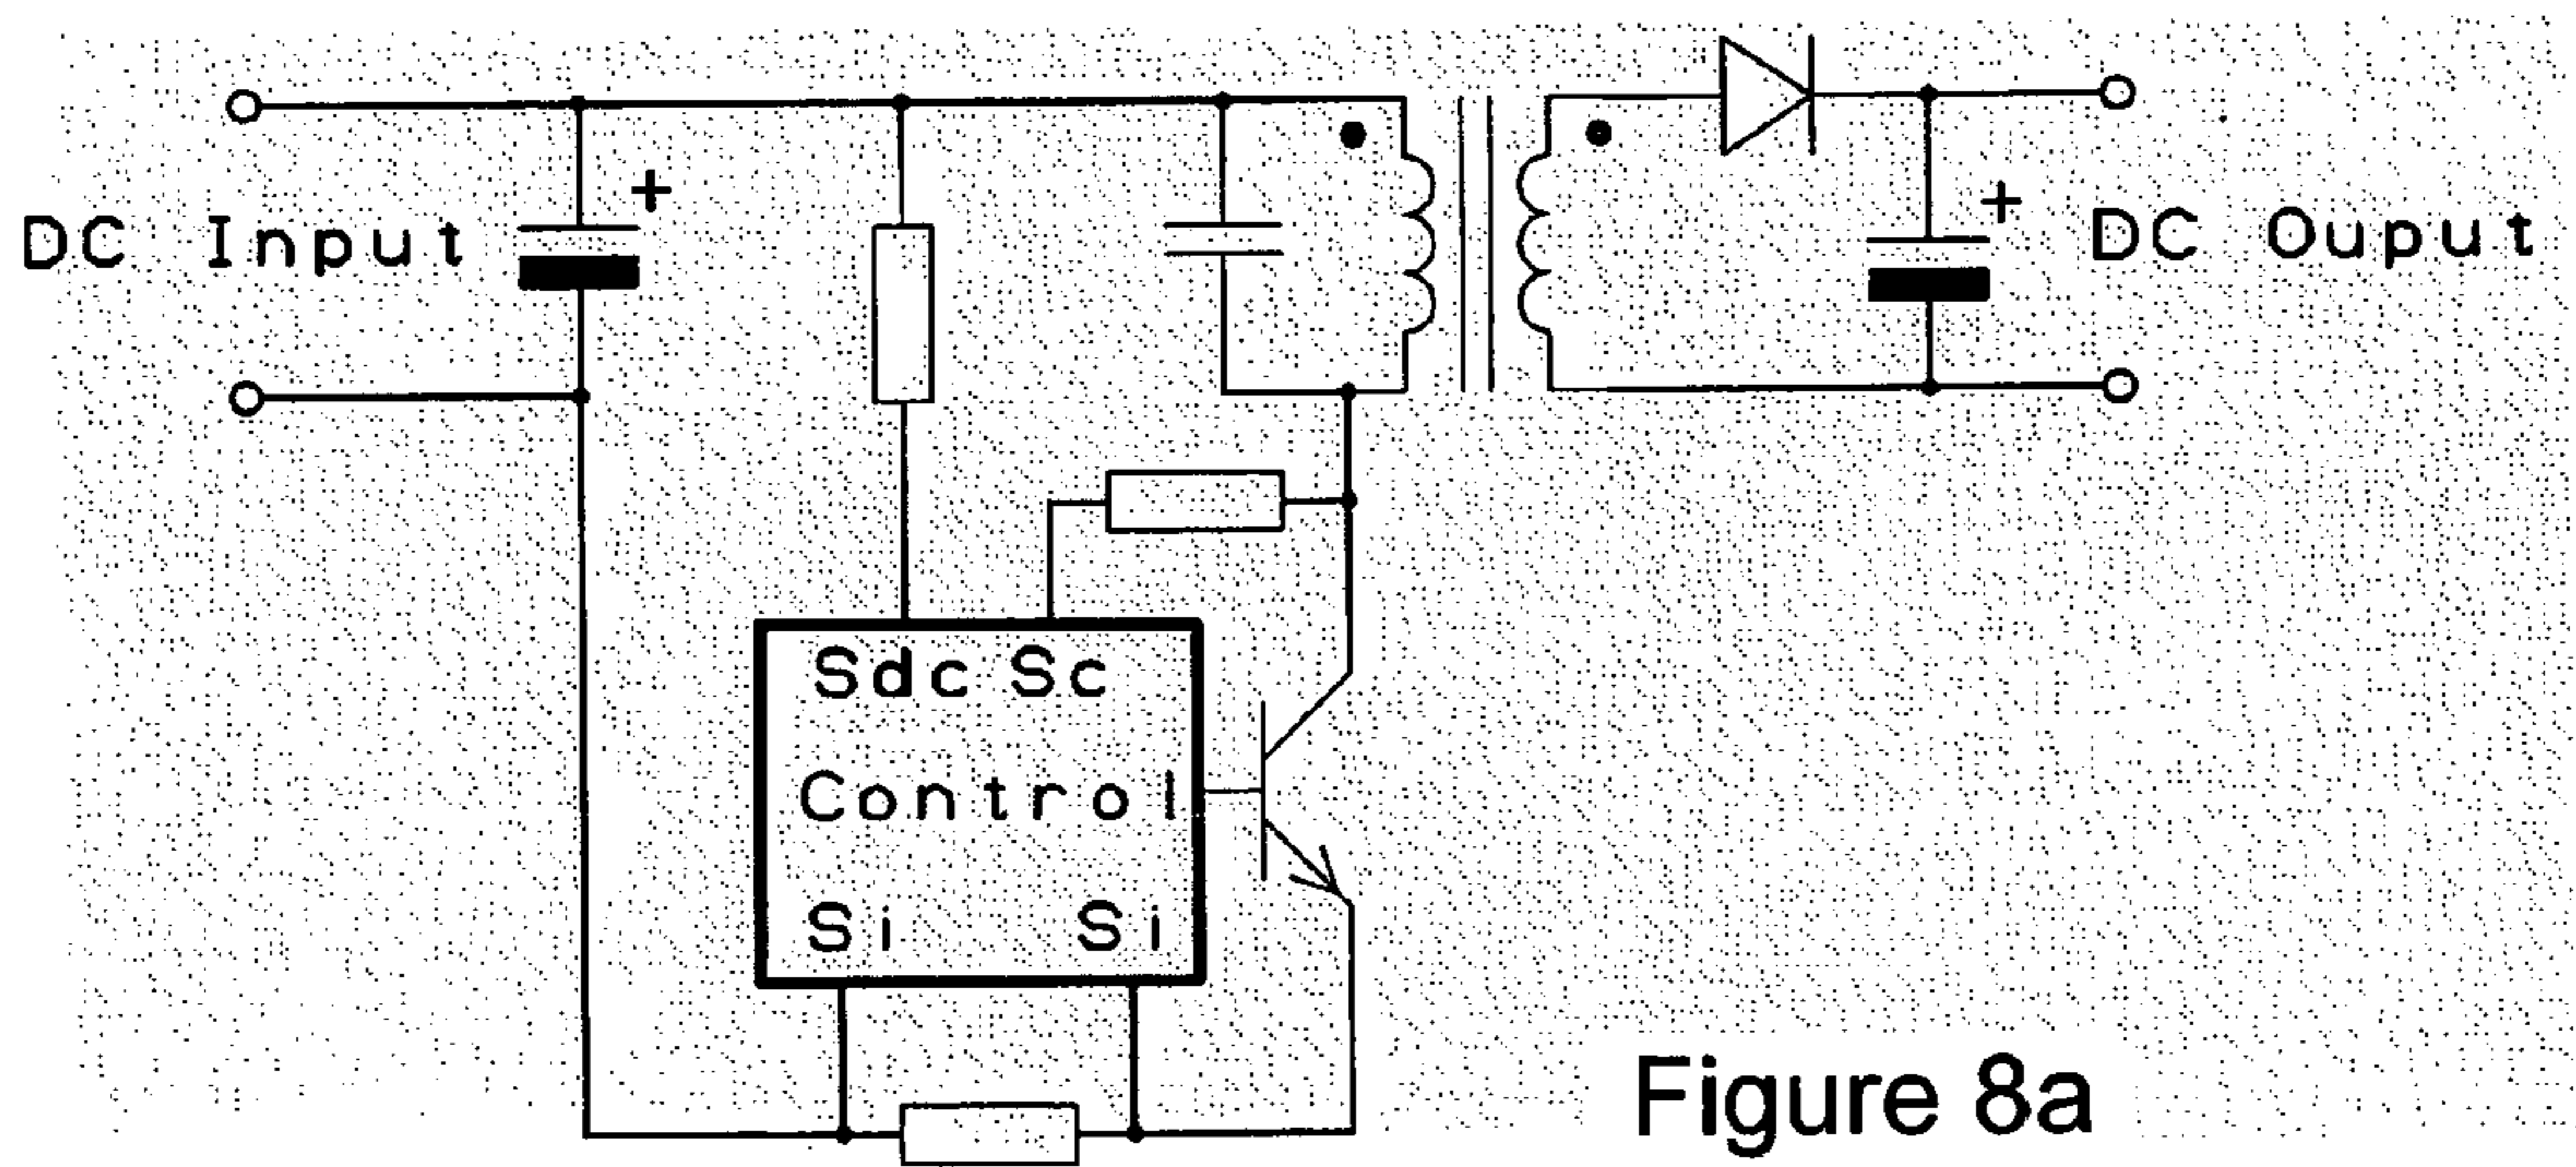 +
+
DC Input
DC Ouput
Sdc Sc
Control
Si Si
Figure 8a